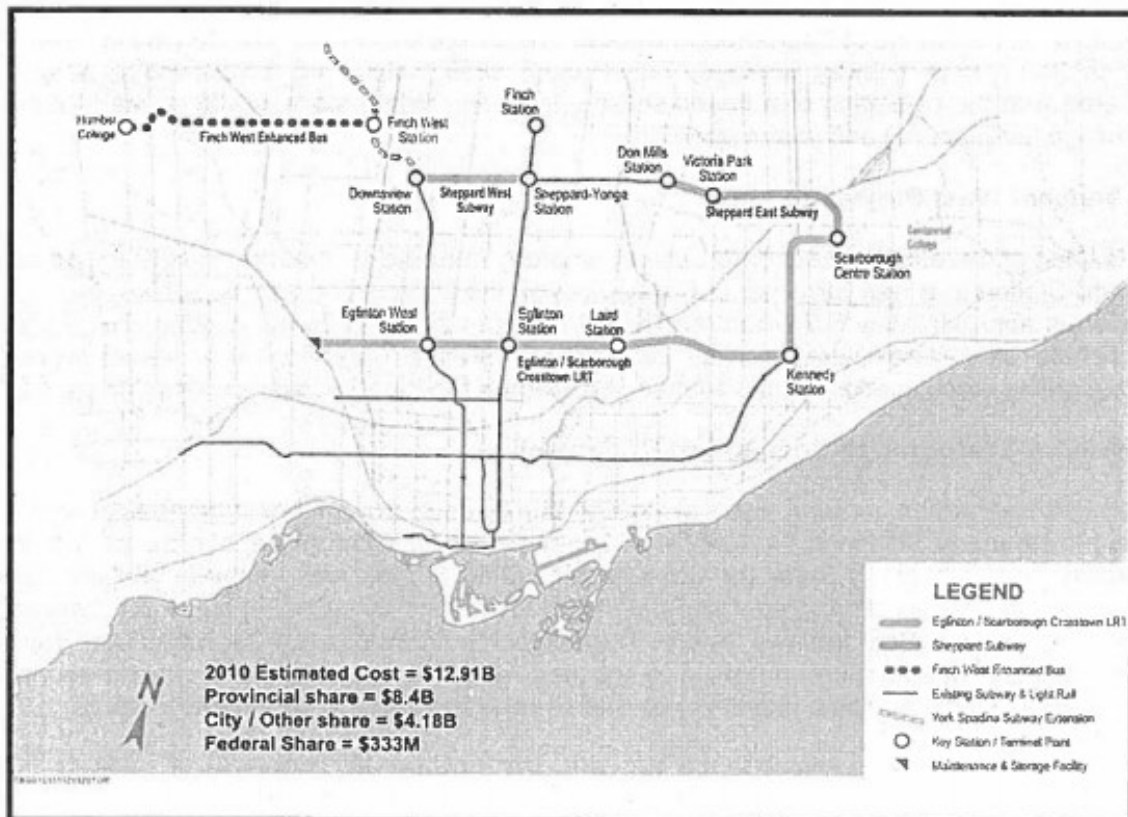 Humber
College
Finch West Enhanced Bus
Finch West
Station
Finch
Station
Downsview
Station
Sheppard West
Subway
Sheppard-Yonge
Station
Don Mills
Station
Victoria Park
Station
Sheppard East Subway
Centennial
College
Scarborough
Centre Station
Eglinton West
Station
Eglinton
Station
Laird
Station
Eglinton / Scarborough
Crosstown LRT
Kennedy
Station
LEGEND
Eglinton / Scarborough Crosstown LRT
Sheppard Subway
Finch West Enhanced Bus
Existing Subway & Light Rail
York Spadina Subway Extension
Key Station / Terminal Point
Maintenance & Storage Facility
N
2010 Estimated Cost = $12.91B
Provincial share = $8.4B
City / Other share = $4.18B
Federal Share = $333M